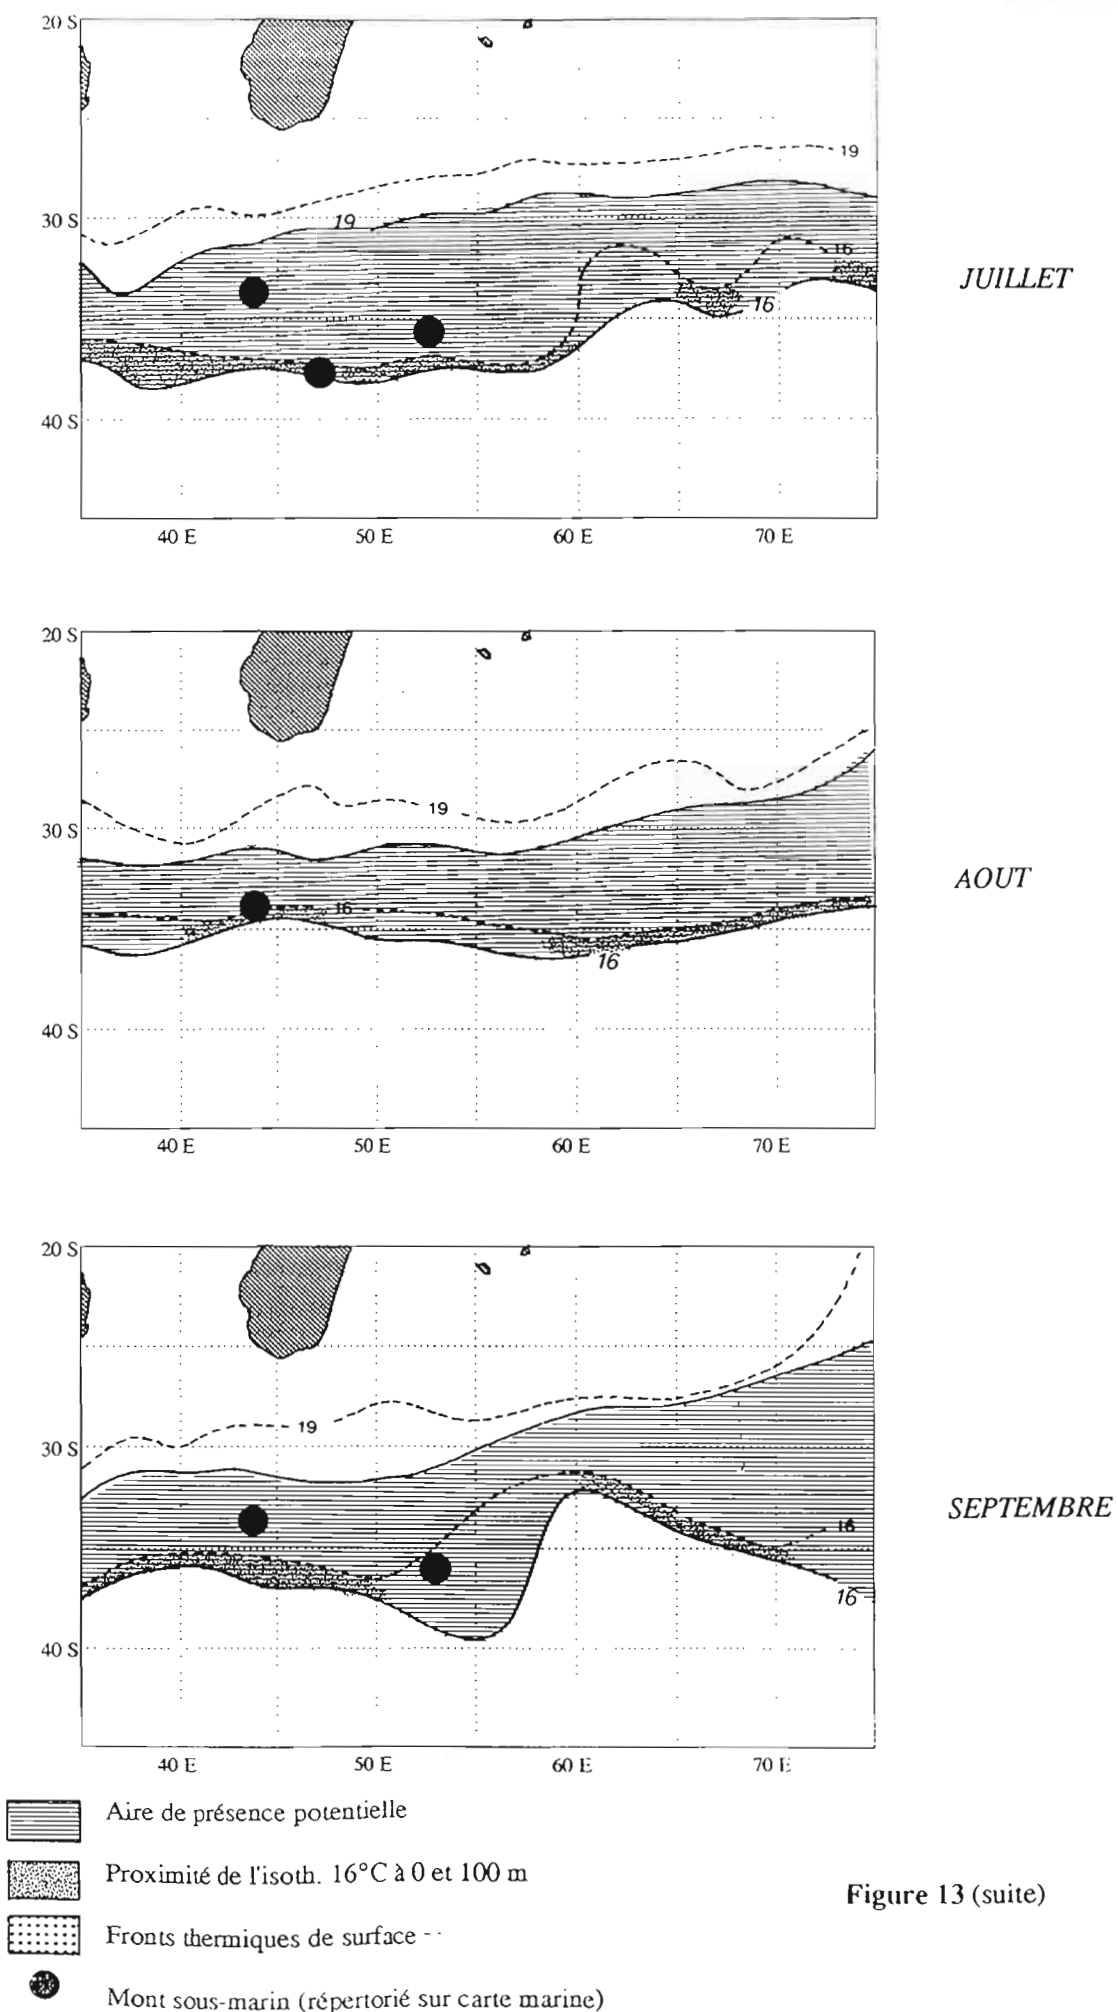 20 S
19
30 S
19
16
JUILLET
16
40 S
40 E 50 E 60 E 70 E
20 S
19
30 S
AOUT
16
16
40 S
40 E 50 E 60 E 70 E
20 S
19
30 S
SEPTEMBRE
16
16
40 S
40 E 50 E 60 E 70 E
Aire de présence potentielle
Proximité de l'isoth. 16°C à 0 et 100 m
Figure 13 (suite)
Fronts thermiques de surface --
Mont sous-marin (répertorié sur carte marine)